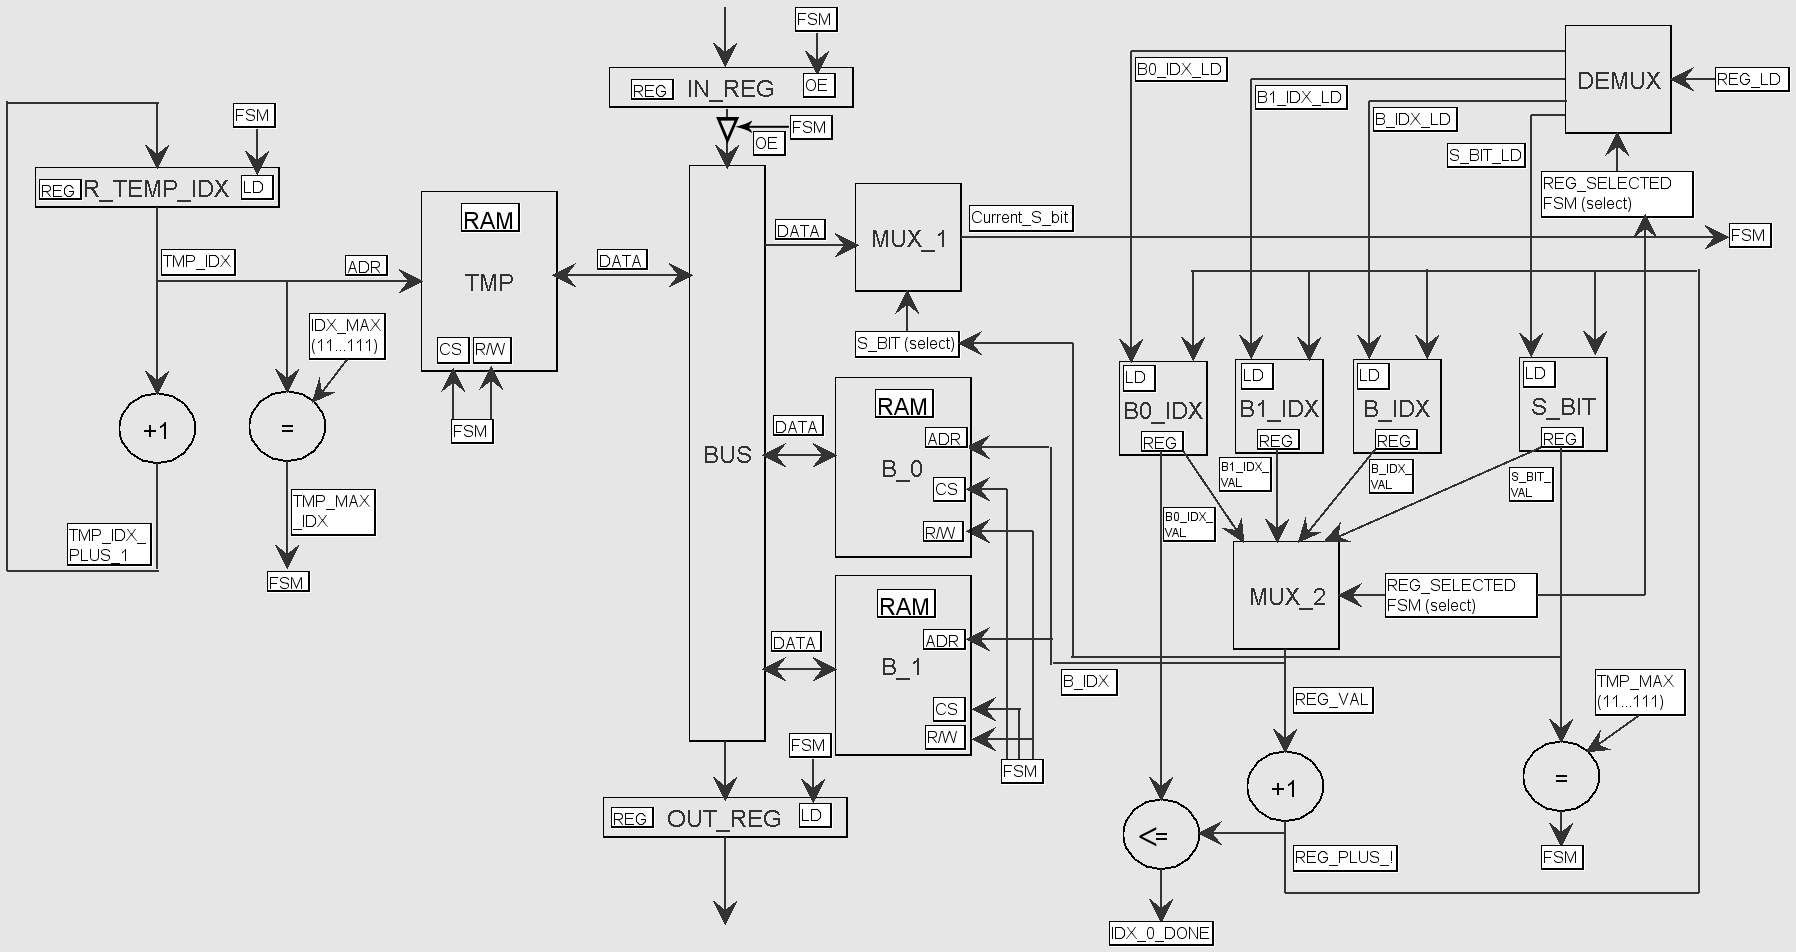 FSM
REG IN_REG OE
FSM
OE
FSM
REG R_TEMP_IDX LD
TMP_IDX
ADR
RAM
TMP
CS R/W
FSM
IDX_MAX
(11...111)
+1
=
TMP_MAX
_IDX
FSM
TMP_IDX_
PLUS_1
DATA
BUS
DATA
MUX_1
Current_S_bit
FSM
S_BIT (select)
DATA
RAM
ADR
B_0
CS
R/W
DATA
RAM
ADR
B_1
CS
R/W
FSM
FSM
REG OUT_REG LD
DEMUX
REG_LD
B0_IDX_LD
B1_IDX_LD
B_IDX_LD
S_BIT_LD
REG_SELECTED
FSM (select)
LD
B0_IDX
REG
LD
B1_IDX
REG
LD
B_IDX
REG
LD
S_BIT
REG
B0_IDX_
VAL
B1_IDX_
VAL
B_IDX_
VAL
S_BIT_
VAL
MUX_2
REG_SELECTED
FSM (select)
B_IDX
REG_VAL
TMP_MAX
(11...111)
+1
<=
=
REG_PLUS_!
FSM
IDX_0_DONE